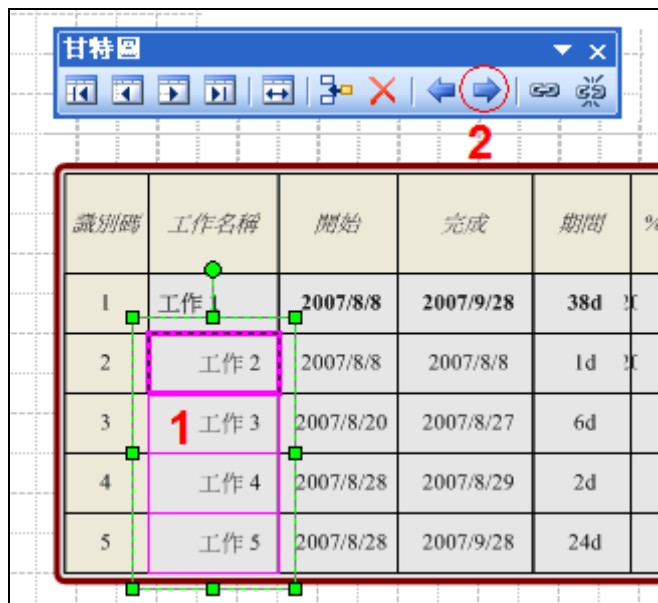 甘特圖
2
識別碼 工作名稱 開始 完成 期間 %
1 工作 1 2007/8/8 2007/9/28 38d
2 工作 2 2007/8/8 2007/8/8 1d
3 工作 3 2007/8/20 2007/8/27 6d
1
4 工作 4 2007/8/28 2007/8/29 2d
5 工作 5 2007/8/28 2007/9/28 24d